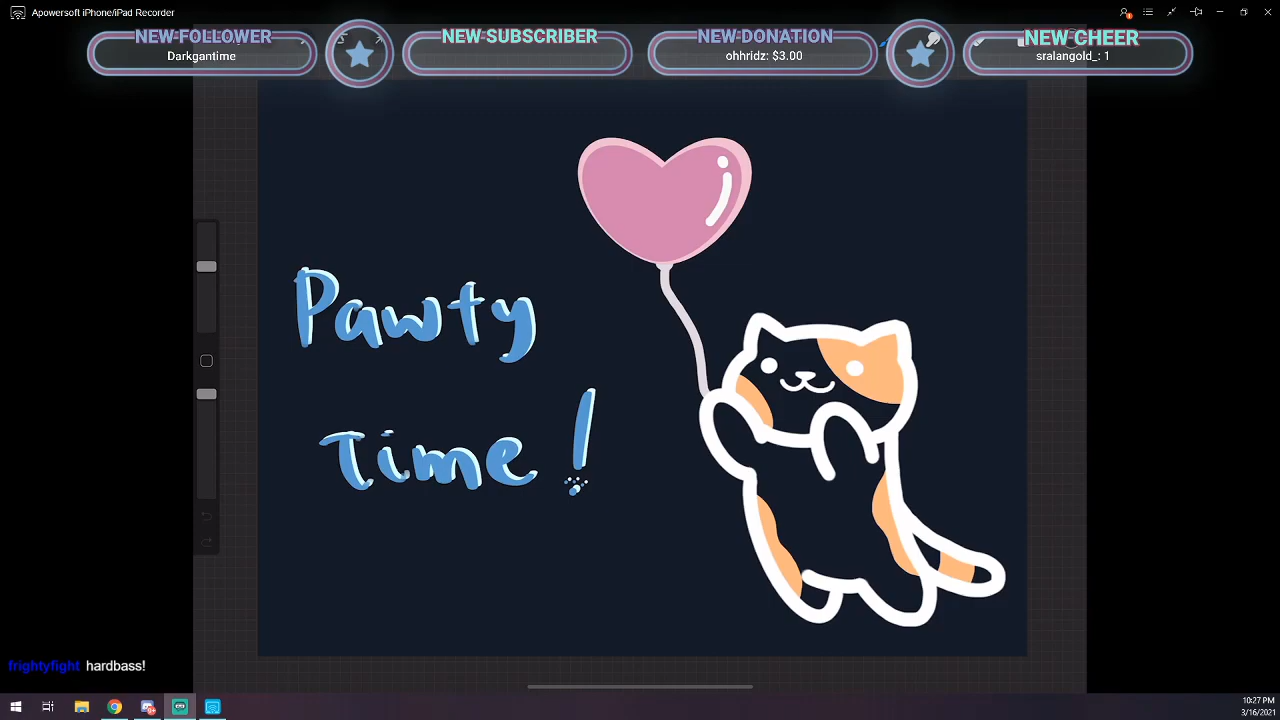 Apowersoft iPhone/iPad Recorder
NEW FOLLOWER
Darkgantime
NEW SUBSCRIBER
NEW DONATION
ohhridz: $3.00
NEW CHEER
sralangold_: 1
Pawty
Time!
frightyfight hardbass!
10:27 PM
3/16/2021